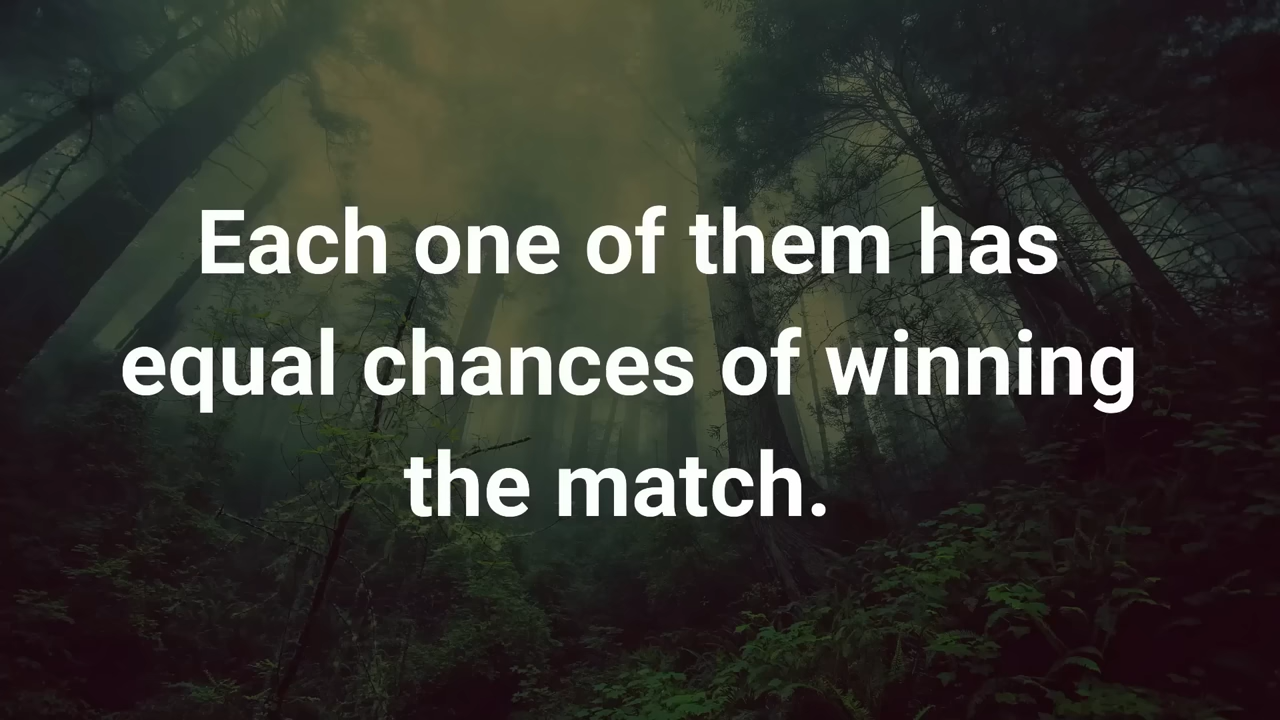 Each one of them has
equal chances of winning
the match.